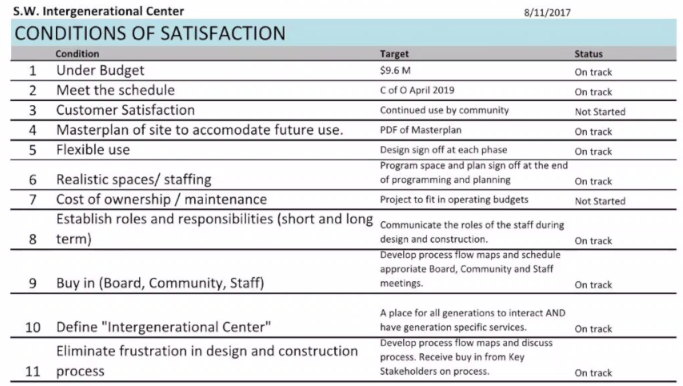 S.W. Intergenerational Center 8/11/2017
CONDITIONS OF SATISFACTION
Condition Target Status
1 Under Budget $9.6 M On track
2 Meet the schedule C of O April 2019 On track
3 Customer Satisfaction Continued use by community Not Started
4 Masterplan of site to accomodate future use. PDF of Masterplan On track
5 Flexible use Design sign off at each phase On track
Program space and plan sign off at the end
6 Realistic spaces/ staffing of programming and planning On track
7 Cost of ownership / maintenance Project to fit in operating budgets Not Started
Establish roles and responsibilities (short and long Communicate the roles of the staff during
8 term) design and construction. On track
Develop process flow maps and schedule
approriate Board, Community and Staff
9 Buy in (Board, Community, Staff) meetings. On track
A place for all generations to interact AND
10 Define "Intergenerational Center" have generation specific services. On track
Develop process flow maps and discuss
Eliminate frustration in design and construction process. Receive buy in from Key
11 process Stakeholders on process. On track